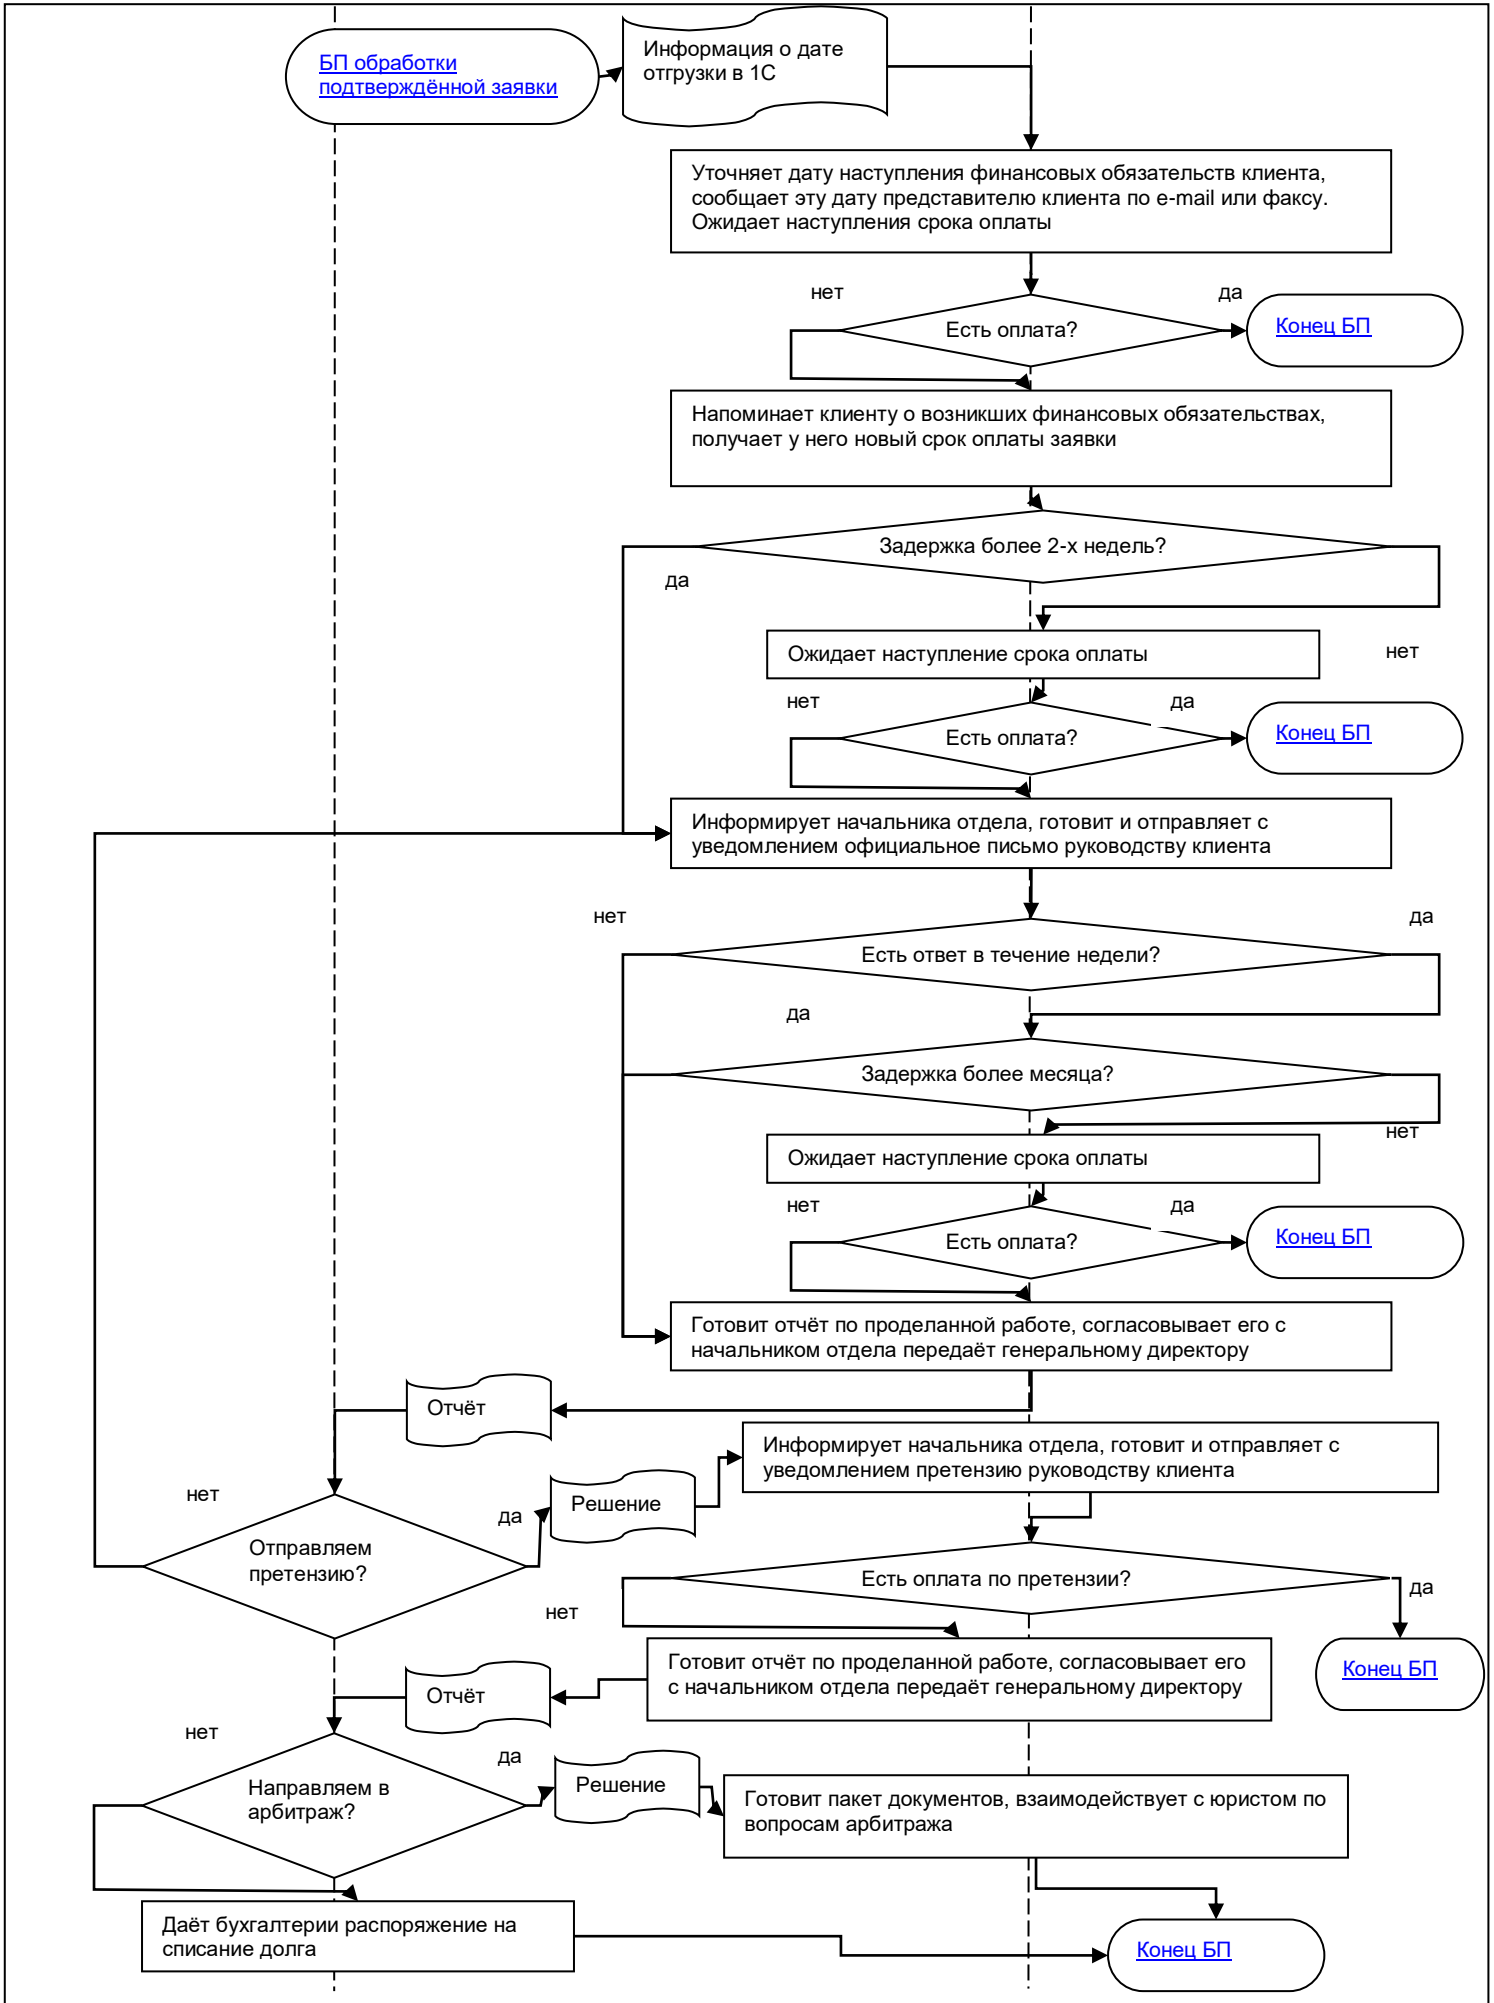 БП обработки
подтверждённой заявки
Информация о дате
отгрузки в 1С
Уточняет дату наступления финансовых обязательств клиента,
сообщает эту дату представителю клиента по e-mail или факсу.
Ожидает наступления срока оплаты
нет
да
Есть оплата?
Конец БП
Напоминает клиенту о возникших финансовых обязательствах,
получает у него новый срок оплаты заявки
Задержка более 2-х недель?
да
Ожидает наступление срока оплаты
нет
нет
да
Есть оплата?
Конец БП
Информирует начальника отдела, готовит и отправляет с
уведомлением официальное письмо руководству клиента
нет
да
Есть ответ в течение недели?
да
Задержка более месяца?
нет
Ожидает наступление срока оплаты
нет
да
Есть оплата?
Конец БП
Готовит отчёт по проделанной работе, согласовывает его с
начальником отдела передаёт генеральному директору
Отчёт
Информирует начальника отдела, готовит и отправляет с
уведомлением претензию руководству клиента
нет
да
Решение
Отправляем
претензию?
Есть оплата по претензии?
да
нет
Готовит отчёт по проделанной работе, согласовывает его
с начальником отдела передаёт генеральному директору
Конец БП
Отчёт
нет
да
Решение
Направляем в
арбитраж?
Готовит пакет документов, взаимодействует с юристом по
вопросам арбитража
Даёт бухгалтерии распоряжение на
списание долга
Конец БП